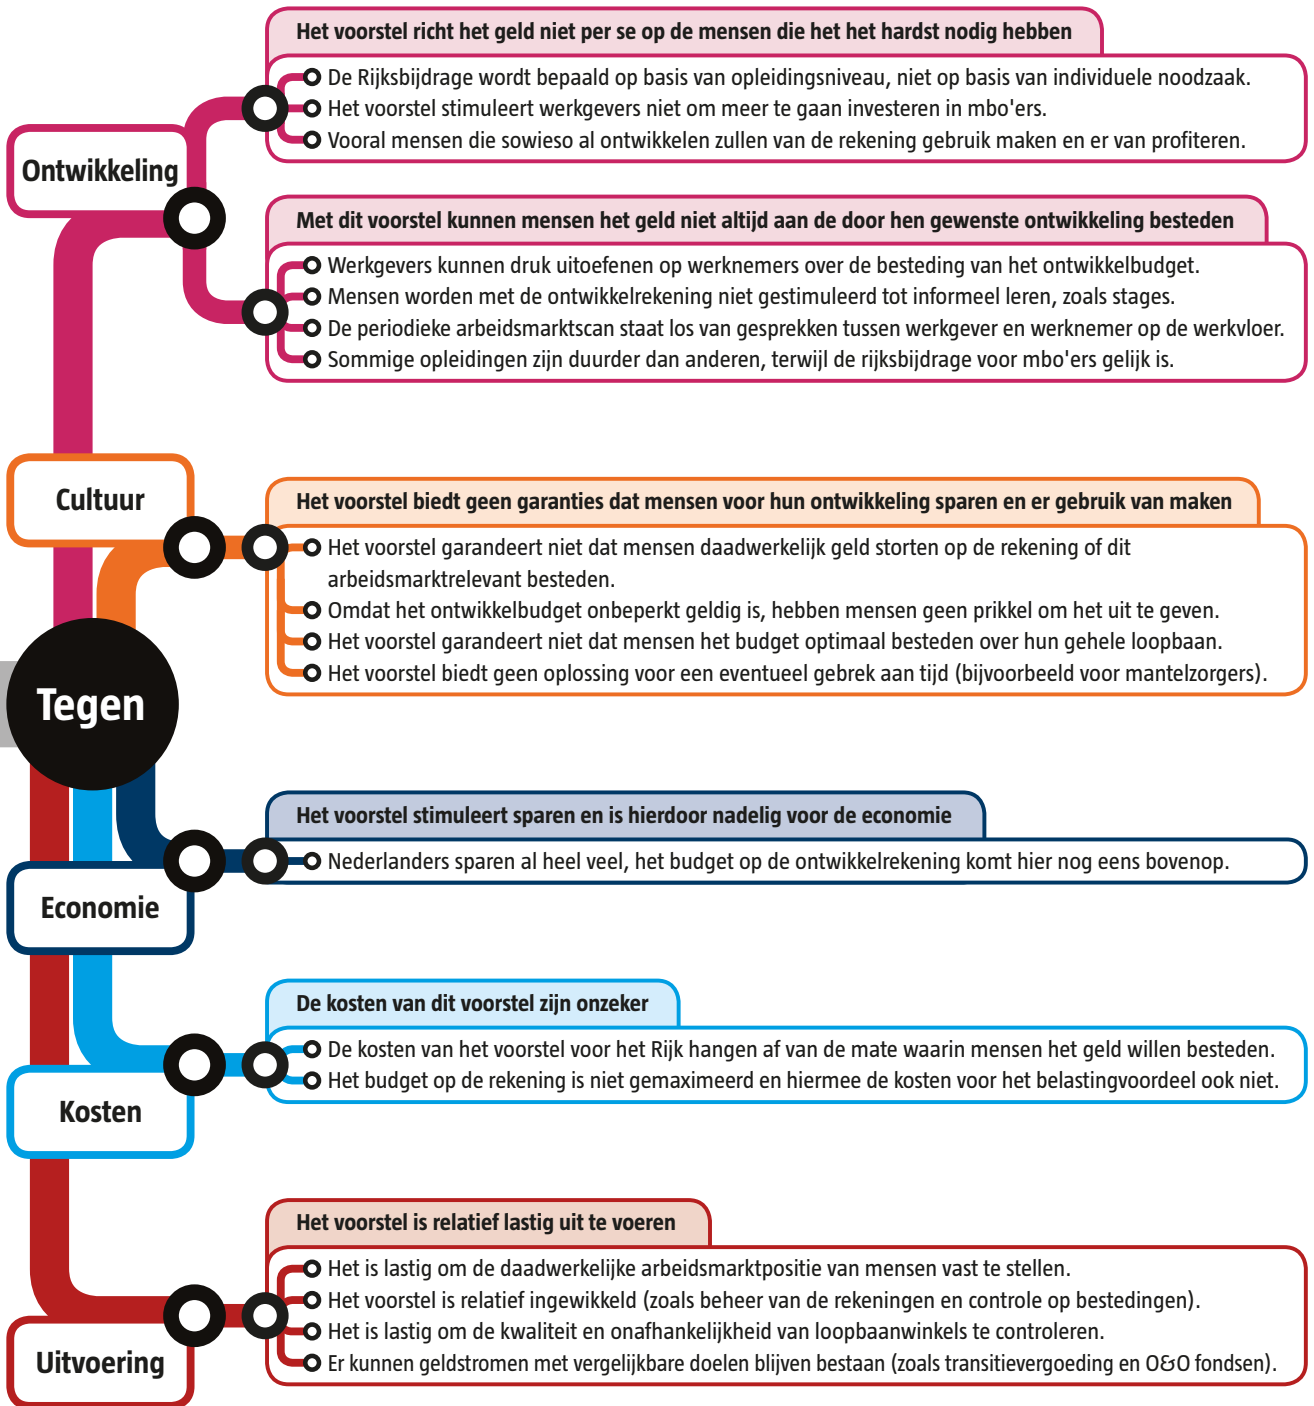 Het voorstel richt het geld niet per se op de mensen die het het hardst nodig hebben
De Rijksbijdrage wordt bepaald op basis van opleidingsniveau, niet op basis van individuele noodzaak.
Het voorstel stimuleert werkgevers niet om meer te gaan investeren in mbo'ers.
Vooral mensen die sowieso al ontwikkelen zullen van de rekening gebruik maken en er van profiteren.
Ontwikkeling
Met dit voorstel kunnen mensen het geld niet altijd aan de door hen gewenste ontwikkeling besteden
Werkgevers kunnen druk uitoefenen op werknemers over de besteding van het ontwikkelbudget.
Mensen worden met de ontwikkelrekening niet gestimuleerd tot informeel leren, zoals stages.
De periodieke arbeidsmarktscan staat los van gesprekken tussen werkgever en werknemer op de werkvloer.
Sommige opleidingen zijn duurder dan anderen, terwijl de rijksbijdrage voor mbo'ers gelijk is.
Cultuur
Het voorstel biedt geen garanties dat mensen voor hun ontwikkeling sparen en er gebruik van maken
Het voorstel garandeert niet dat mensen daadwerkelijk geld storten op de rekening of dit
arbeidsmarktrelevant besteden.
Omdat het ontwikkelbudget onbeperkt geldig is, hebben mensen geen prikkel om het uit te geven.
Het voorstel garandeert niet dat mensen het budget optimaal besteden over hun gehele loopbaan.
Het voorstel biedt geen oplossing voor een eventueel gebrek aan tijd (bijvoorbeeld voor mantelzorgers).
Tegen
Het voorstel stimuleert sparen en is hierdoor nadelig voor de economie
Nederlanders sparen al heel veel, het budget op de ontwikkelrekening komt hier nog eens bovenop.
Economie
De kosten van dit voorstel zijn onzeker
De kosten van het voorstel voor het Rijk hangen af van de mate waarin mensen het geld willen besteden.
Het budget op de rekening is niet gemaximeerd en hiermee de kosten voor het belastingvoordeel ook niet.
Kosten
Het voorstel is relatief lastig uit te voeren
Het is lastig om de daadwerkelijke arbeidsmarktpositie van mensen vast te stellen.
Het voorstel is relatief ingewikkeld (zoals beheer van de rekeningen en controle op bestedingen).
Het is lastig om de kwaliteit en onafhankelijkheid van loopbaanwinkels te controleren.
Er kunnen geldstromen met vergelijkbare doelen blijven bestaan (zoals transitievergoeding en O&O fondsen).
Uitvoering